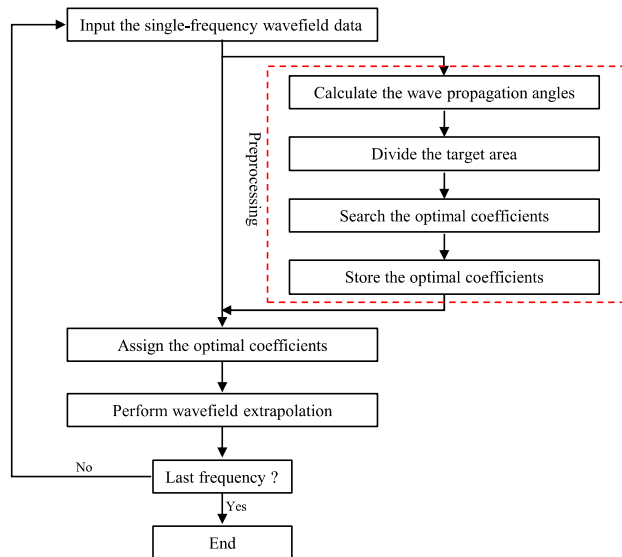 Input the single-frequency wavefield data
Calculate the wave propagation angles
Divide the target area
Preprocessing
Search the optimal coefficients
Store the optimal coefficients
Assign the optimal coefficients
Perform wavefield extrapolation
No
Last frequency ?
Yes
End